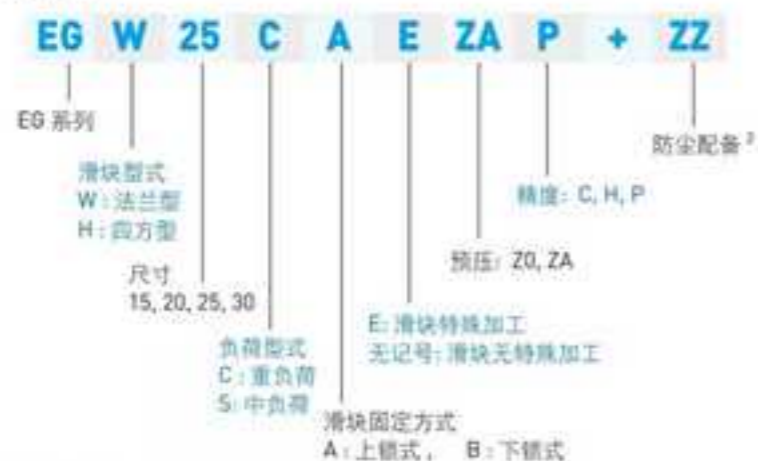 EG W 25 C A E ZA P + ZZ
EG 系列
防尘配备 2
滑块型式
W：法兰型
H：四方型
精度：C, H, P
预压：Z0, ZA
尺寸
15, 20, 25, 30
E：滑块特殊加工
无记号：滑块无特殊加工
负荷型式
C：重负荷
S：中负荷
滑块固定方式
A：上锁式， B：下锁式